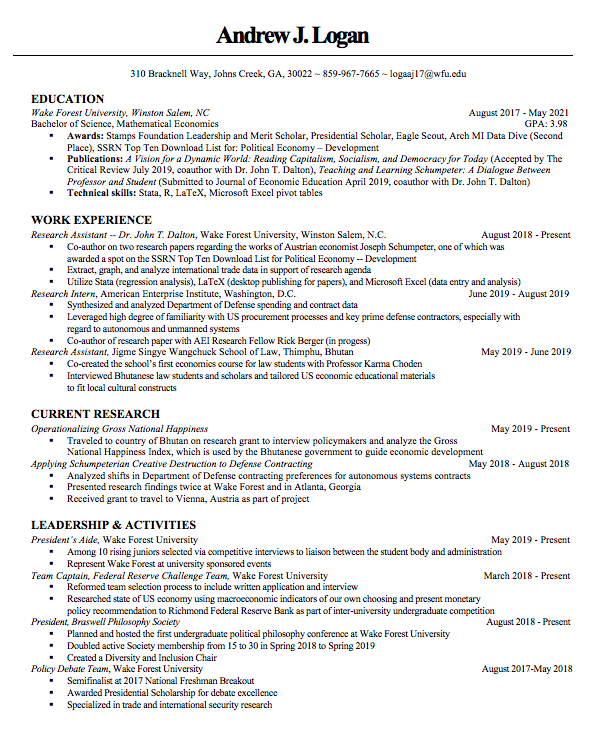 Andrew J. Logan
310 Bracknell Way, Johns Creek, GA, 30022 ~ 859-967-7665 ~ logaaj17@wfu.edu
EDUCATION
Wake Forest University, Winston Salem, NC August 2017 - May 2021
Bachelor of Science, Mathematical Economics GPA: 3.98
▪ Awards: Stamps Foundation Leadership and Merit Scholar, Presidential Scholar, Eagle Scout, Arch MI Data Dive (Second
Place), SSRN Top Ten Download List for: Political Economy – Development
▪ Publications: A Vision for a Dynamic World: Reading Capitalism, Socialism, and Democracy for Today (Accepted by The
Critical Review July 2019, coauthor with Dr. John T. Dalton), Teaching and Learning Schumpeter: A Dialogue Between
Professor and Student (Submitted to Journal of Economic Education April 2019, coauthor with Dr. John T. Dalton)
▪ Technical skills: Stata, R, LaTeX, Microsoft Excel pivot tables
WORK EXPERIENCE
Research Assistant -- Dr. John T. Dalton, Wake Forest University, Winston Salem, N.C. August 2018 - Present
▪ Co-author on two research papers regarding the works of Austrian economist Joseph Schumpeter, one of which was
awarded a spot on the SSRN Top Ten Download List for Political Economy -- Development
▪ Extract, graph, and analyze international trade data in support of research agenda
▪ Utilize Stata (regression analysis), LaTeX (desktop publishing for papers), and Microsoft Excel (data entry and analysis)
Research Intern, American Enterprise Institute, Washington, D.C. June 2019 - August 2019
▪ Synthesized and analyzed Department of Defense spending and contract data
▪ Leveraged high degree of familiarity with US procurement processes and key prime defense contractors, especially with
regard to autonomous and unmanned systems
▪ Co-author of research paper with AEI Research Fellow Rick Berger (in progess)
Research Assistant, Jigme Singye Wangchuck School of Law, Thimphu, Bhutan May 2019 - June 2019
▪ Co-created the school’s first economics course for law students with Professor Karma Choden
▪ Interviewed Bhutanese law students and scholars and tailored US economic educational materials
to fit local cultural constructs
CURRENT RESEARCH
Operationalizing Gross National Happiness May 2019 - Present
▪ Traveled to country of Bhutan on research grant to interview policymakers and analyze the Gross
National Happiness Index, which is used by the Bhutanese government to guide economic development
Applying Schumpeterian Creative Destruction to Defense Contracting May 2018 - August 2018
▪ Analyzed shifts in Department of Defense contracting preferences for autonomous systems contracts
▪ Presented research findings twice at Wake Forest and in Atlanta, Georgia
▪ Received grant to travel to Vienna, Austria as part of project
LEADERSHIP & ACTIVITIES
President’s Aide, Wake Forest University May 2019 - Present
▪ Among 10 rising juniors selected via competitive interviews to liaison between the student body and administration
▪ Represent Wake Forest at university sponsored events
Team Captain, Federal Reserve Challenge Team, Wake Forest University March 2018 - Present
▪ Reformed team selection process to include written application and interview
▪ Researched state of US economy using macroeconomic indicators of our own choosing and present monetary
policy recommendation to Richmond Federal Reserve Bank as part of inter-university undergraduate competition
President, Braswell Philosophy Society August 2018 - Present
▪ Planned and hosted the first undergraduate political philosophy conference at Wake Forest University
▪ Doubled active Society membership from 15 to 30 in Spring 2018 to Spring 2019
▪ Created a Diversity and Inclusion Chair
Policy Debate Team, Wake Forest University August 2017-May 2018
▪ Semifinalist at 2017 National Freshman Breakout
▪ Awarded Presidential Scholarship for debate excellence
▪ Specialized in trade and international security research